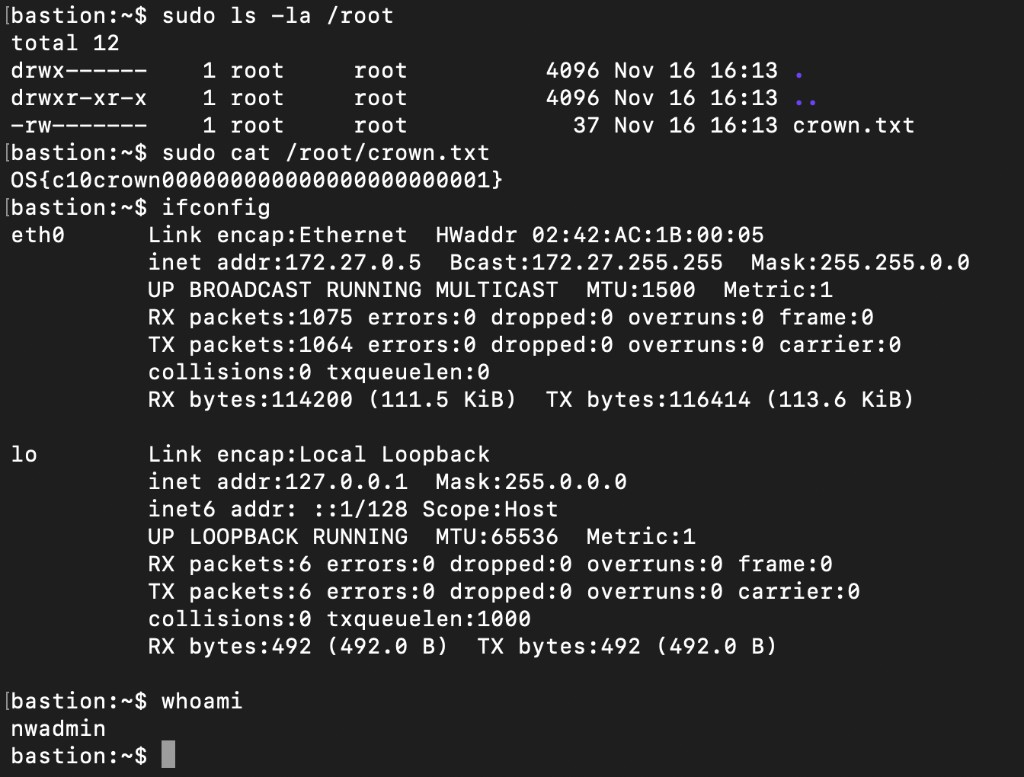 [bastion:~$ sudo ls -la /root
total 12
drwx------    1 root     root          4096 Nov 16 16:13 .
drwxr-xr-x    1 root     root          4096 Nov 16 16:13 ..
-rw-------    1 root     root            37 Nov 16 16:13 crown.txt
[bastion:~$ sudo cat /root/crown.txt
OS{c10crown000000000000000000000001}
[bastion:~$ ifconfig
eth0      Link encap:Ethernet  HWaddr 02:42:AC:1B:00:05
          inet addr:172.27.0.5  Bcast:172.27.255.255  Mask:255.255.0.0
          UP BROADCAST RUNNING MULTICAST  MTU:1500  Metric:1
          RX packets:1075 errors:0 dropped:0 overruns:0 frame:0
          TX packets:1064 errors:0 dropped:0 overruns:0 carrier:0
          collisions:0 txqueuelen:0
          RX bytes:114200 (111.5 KiB)  TX bytes:116414 (113.6 KiB)

lo        Link encap:Local Loopback
          inet addr:127.0.0.1  Mask:255.0.0.0
          inet6 addr: ::1/128 Scope:Host
          UP LOOPBACK RUNNING  MTU:65536  Metric:1
          RX packets:6 errors:0 dropped:0 overruns:0 frame:0
          TX packets:6 errors:0 dropped:0 overruns:0 carrier:0
          collisions:0 txqueuelen:1000
          RX bytes:492 (492.0 B)  TX bytes:492 (492.0 B)

[bastion:~$ whoami
nwadmin
bastion:~$